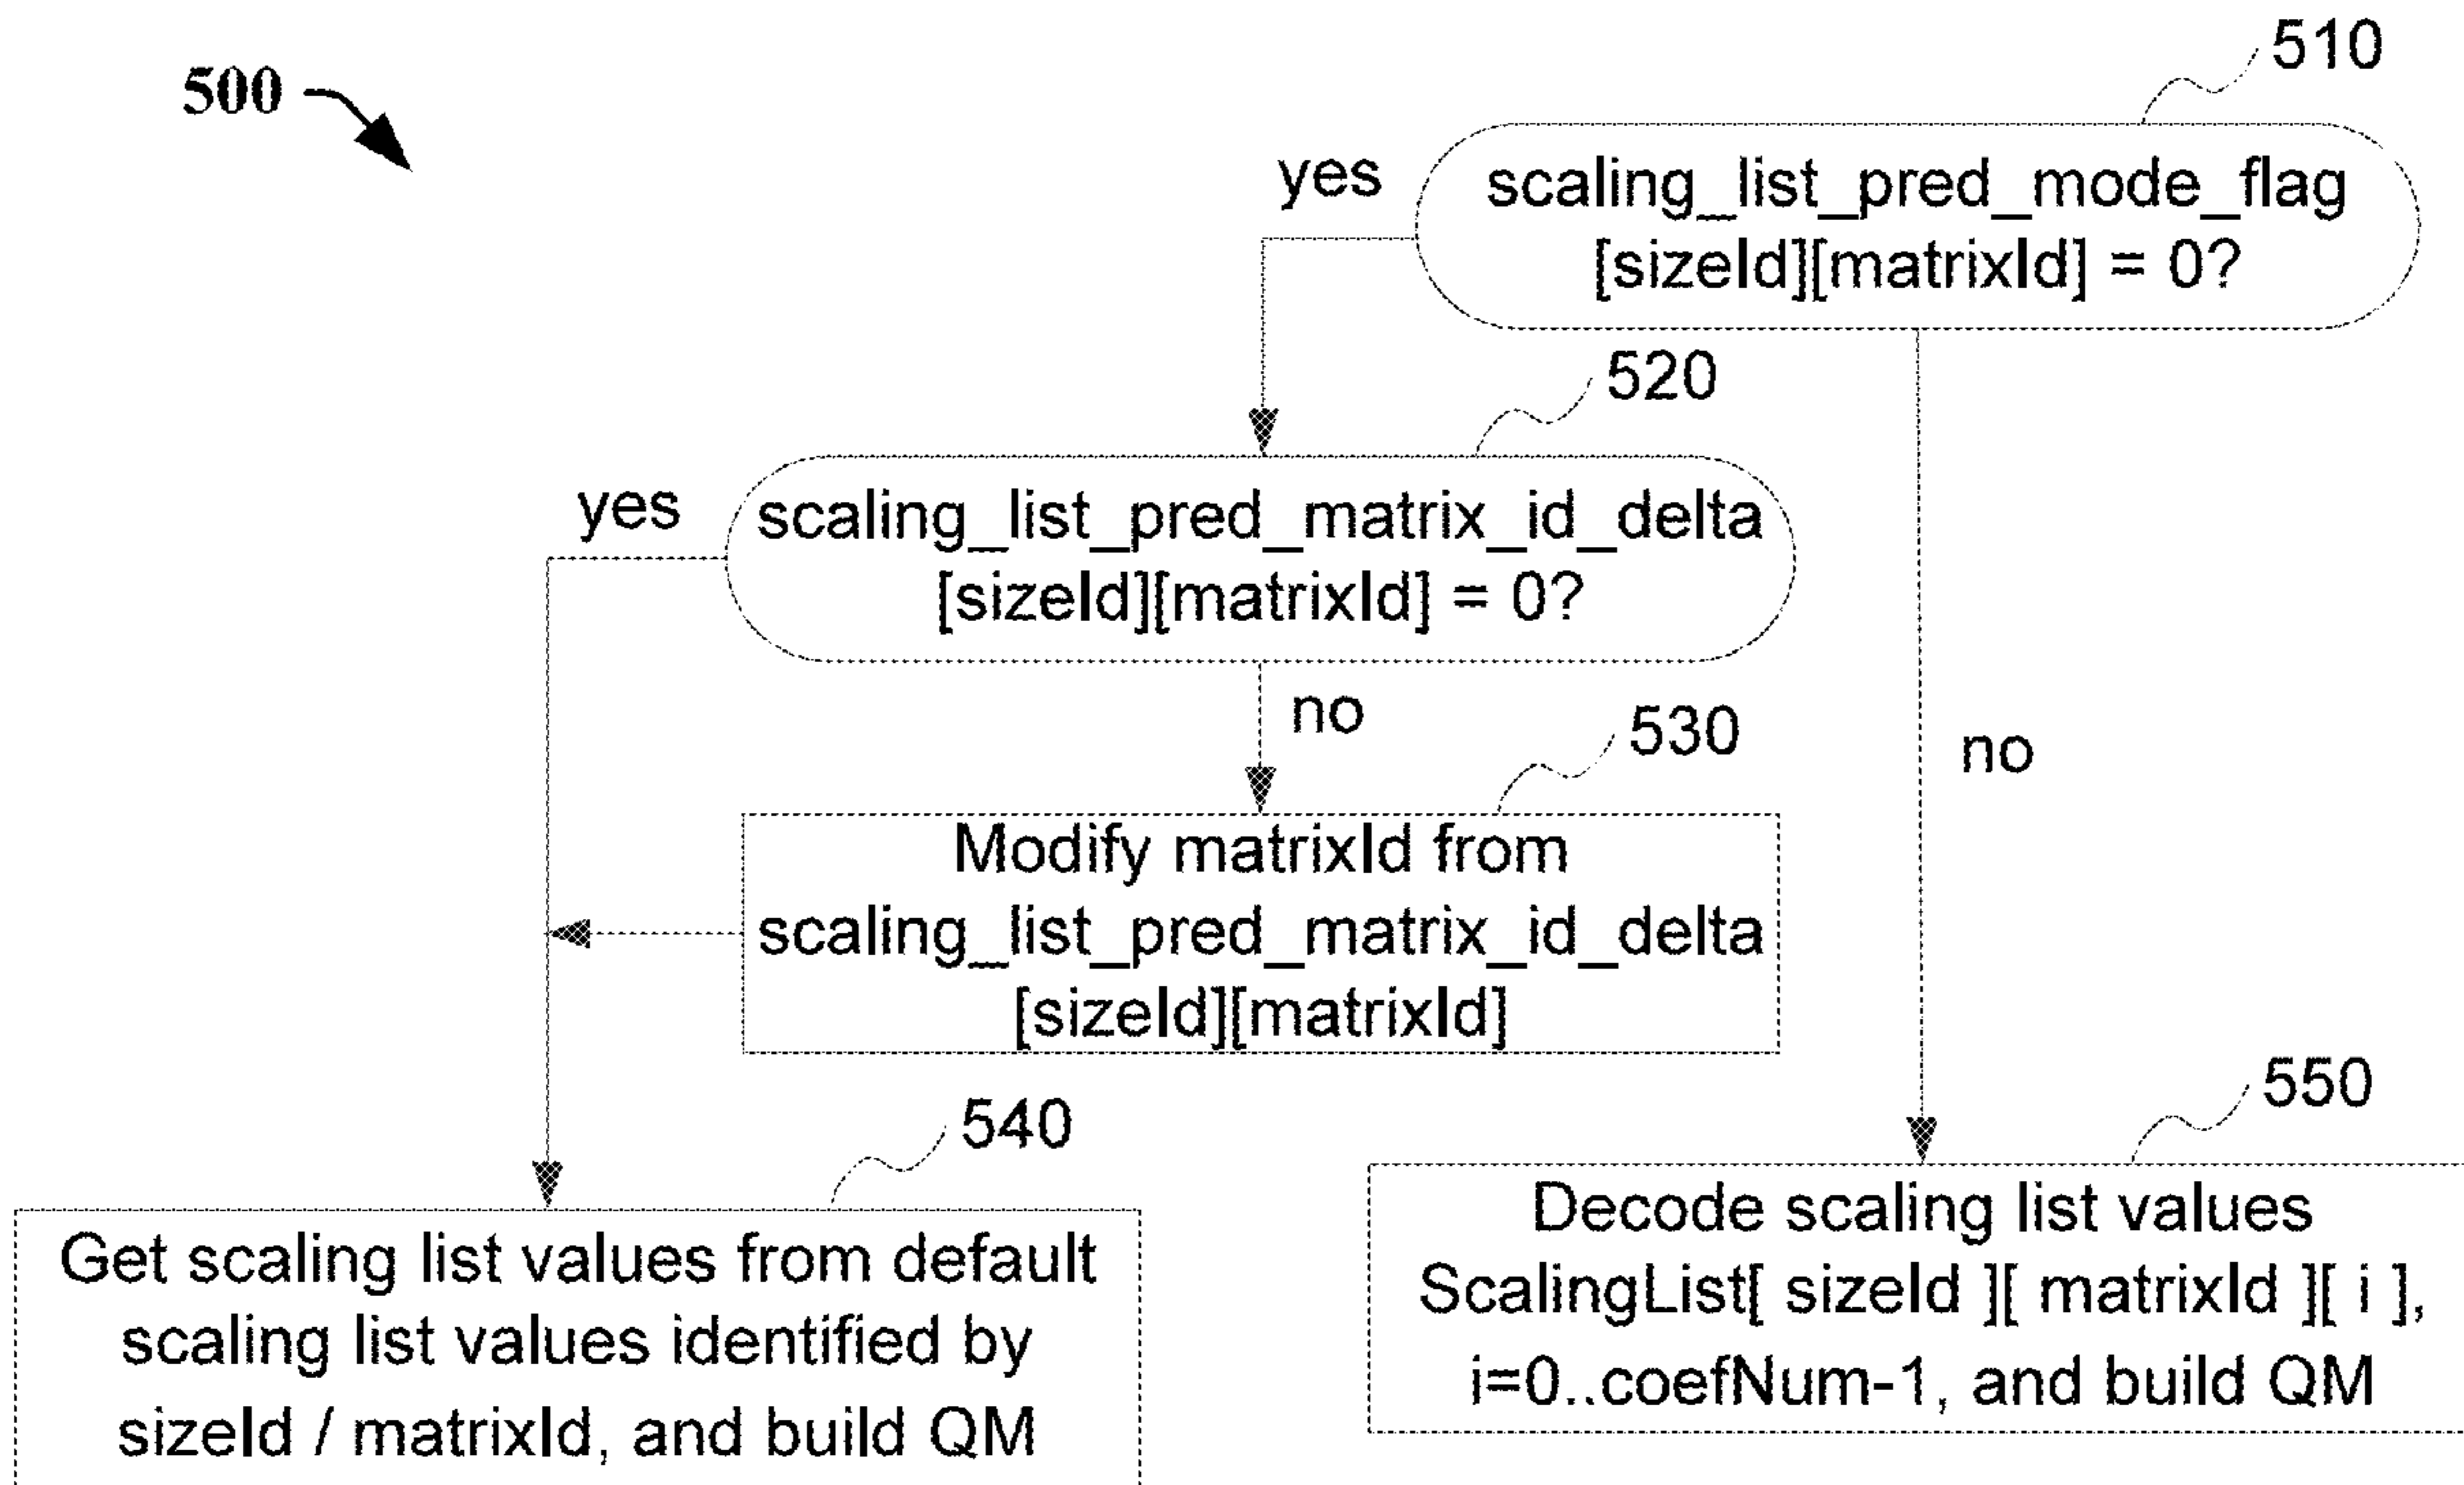 500
510
yes
scaling_list_pred_mode_flag
[sizeId][matrixId] = 0?
520
yes
scaling_list_pred_matrix_id_delta
[sizeId][matrixId] = 0?
no
530
no
Modify matrixId from
scaling_list_pred_matrix_id_delta
[sizeId][matrixId]
540
Get scaling list values from default
scaling list values identified by
sizeId / matrixId, and build QM
550
Decode scaling list values
ScalingList[ sizeId ][ matrixId ][ i ],
i=0..coefNum-1, and build QM